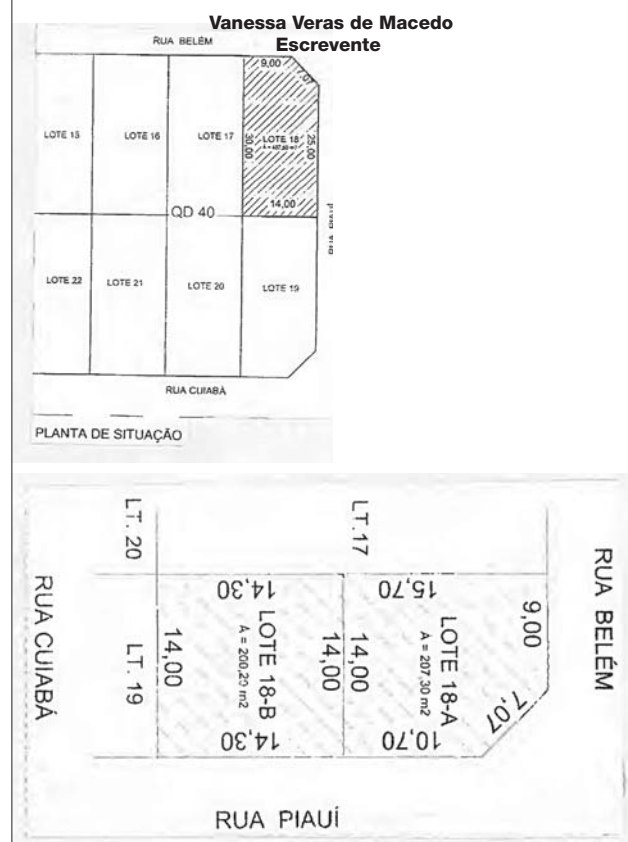 Vanessa Veras de Macedo
Escrevente
RUA BELÉM
9,00
7,07
LOTE 15
LOTE 16
LOTE 17
30,00
LOTE 18
25,00
14,00
QD 40
LOTE 22
LOTE 21
LOTE 20
LOTE 19
RUA CUIABÁ
PLANTA DE SITUAÇÃO
LT. 20
LT.17
RUA BELÉM
14,30
15,70
9,00
RUA CUIABÁ
LT. 19
14,00
LOTE 18-B
A = 200,20 m2
14,00
14,00
LOTE 18-A
A = 207,30 m2
7,07
14,30
10,70
RUA PIAUÍ